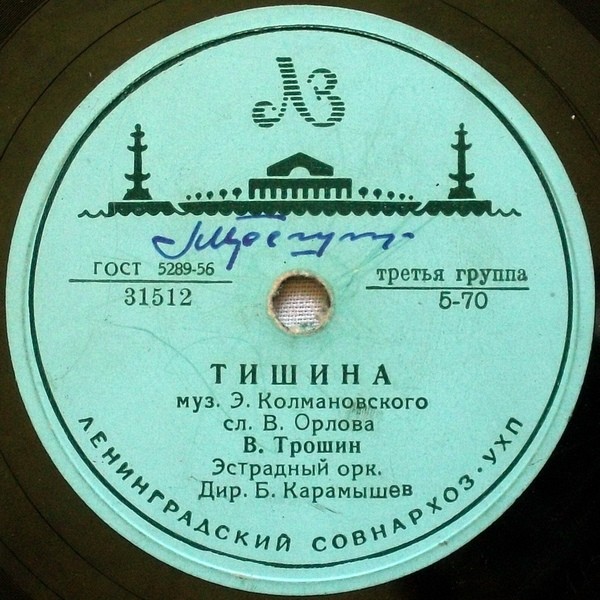 ЛЗ
ГОСТ 5289-56
31512
третья группа
5-70
ТИШИНА
муз. Э. Колмановского
сл. В. Орлова
В. Трошин
Эстрадный орк.
Дир. Б. Карамышев
ЛЕНИНГРАДСКИЙ СОВНАРХОЗ·УХП